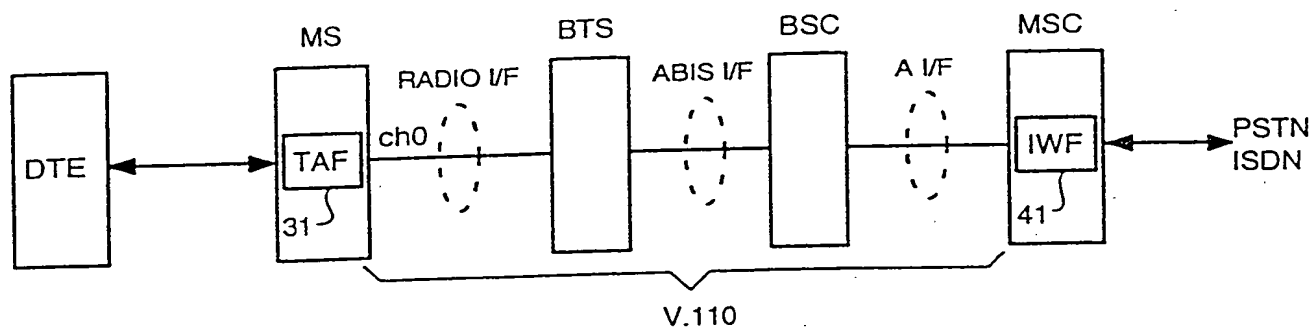 MS
BTS
BSC
MSC
RADIO I/F
ABIS I/F
A I/F
DTE
TAF
ch0
IWF
PSTN
ISDN
31
41
V.110